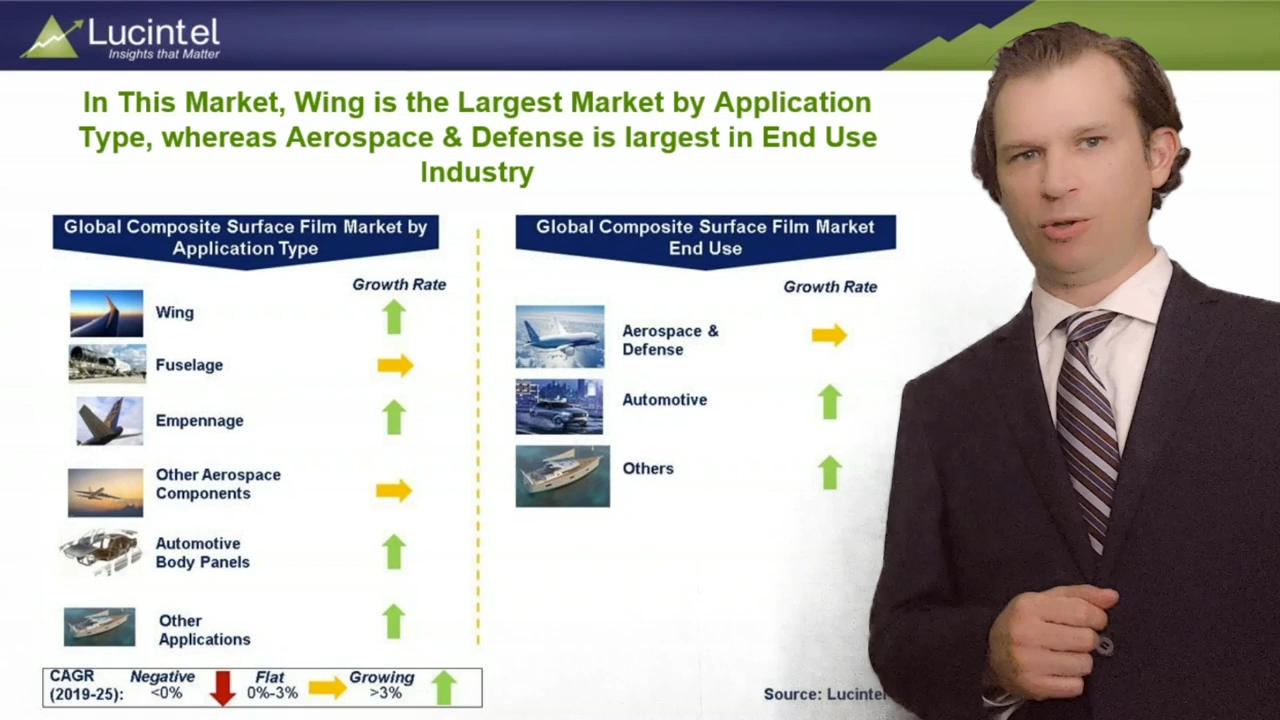 Lucintel
Insights that Matter
In This Market, Wing is the Largest Market by Application
Type, whereas Aerospace & Defense is largest in End Use
Industry
Global Composite Surface Film Market by
Application Type
Growth Rate
Wing
Fuselage
Empennage
Other Aerospace
Components
Automotive
Body Panels
Other
Applications
Global Composite Surface Film Market
End Use
Growth Rate
Aerospace &
Defense
Automotive
Others
CAGR
(2019-25):
Negative
<0%
Flat
0%-3%
Growing
>3%
Source: Lucintel